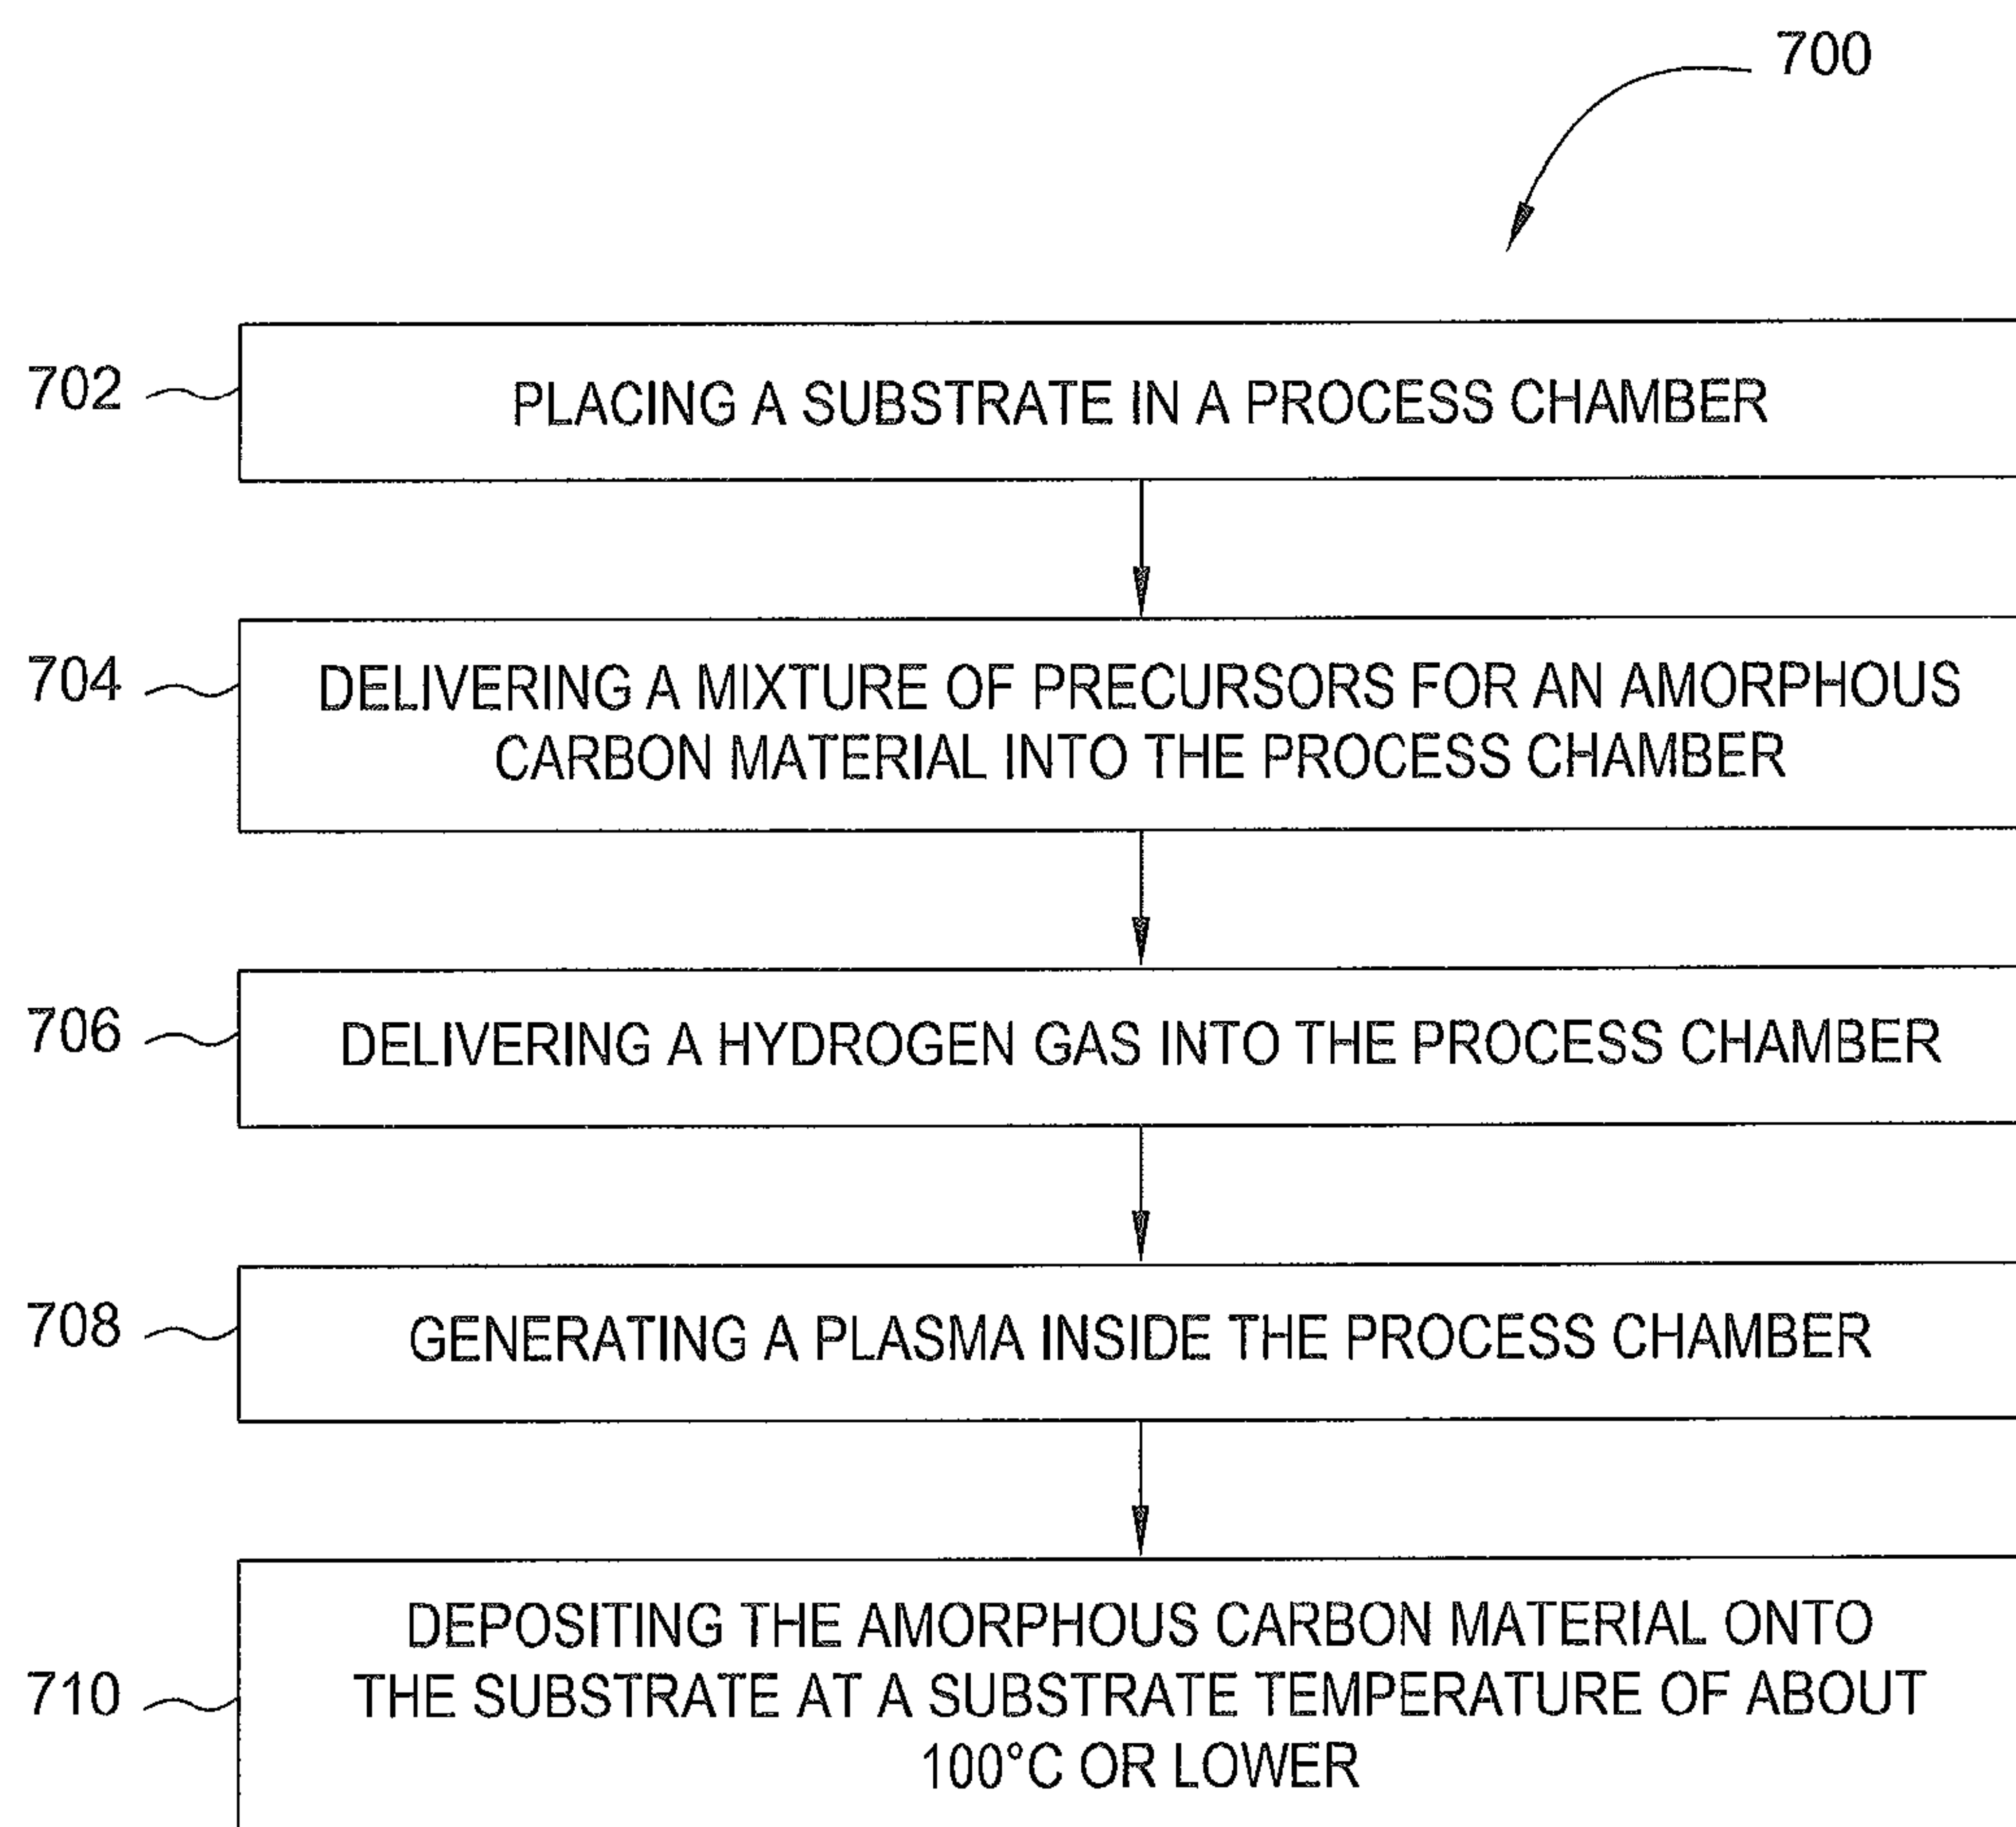 700
702
PLACING A SUBSTRATE IN A PROCESS CHAMBER
704
DELIVERING A MIXTURE OF PRECURSORS FOR AN AMORPHOUS
CARBON MATERIAL INTO THE PROCESS CHAMBER
706
DELIVERING A HYDROGEN GAS INTO THE PROCESS CHAMBER
708
GENERATING A PLASMA INSIDE THE PROCESS CHAMBER
710
DEPOSITING THE AMORPHOUS CARBON MATERIAL ONTO
THE SUBSTRATE AT A SUBSTRATE TEMPERATURE OF ABOUT
100°C OR LOWER